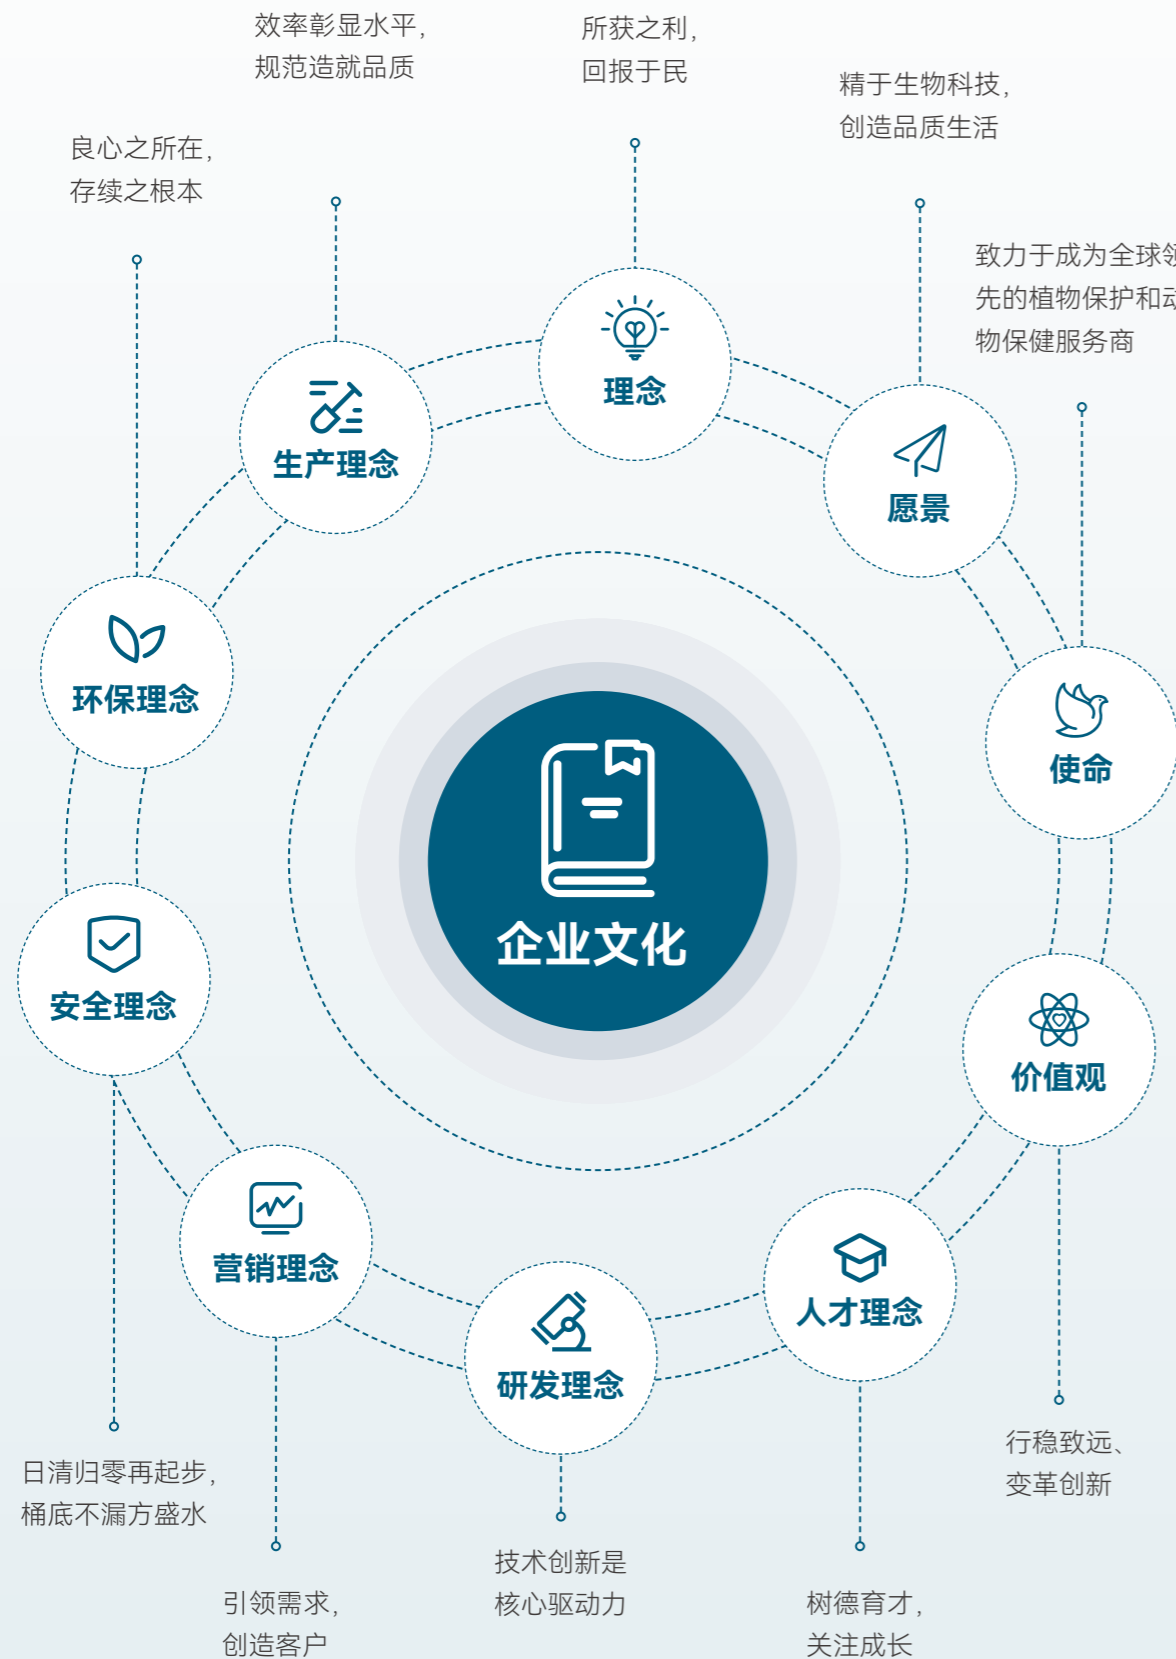 效率彰显水平，
规范造就品质
所获之利，
回报于民
精于生物科技，
创造品质生活
良心之所在，
存续之根本
致力于成为全球领
先的植物保护和动
物保健服务商
理念
生产理念
愿景
环保理念
使命
企业文化
安全理念
价值观
营销理念
人才理念
研发理念
行稳致远、
变革创新
日清归零再起步，
桶底不漏方盛水
技术创新是
核心驱动力
引领需求，
创造客户
树德育才，
关注成长